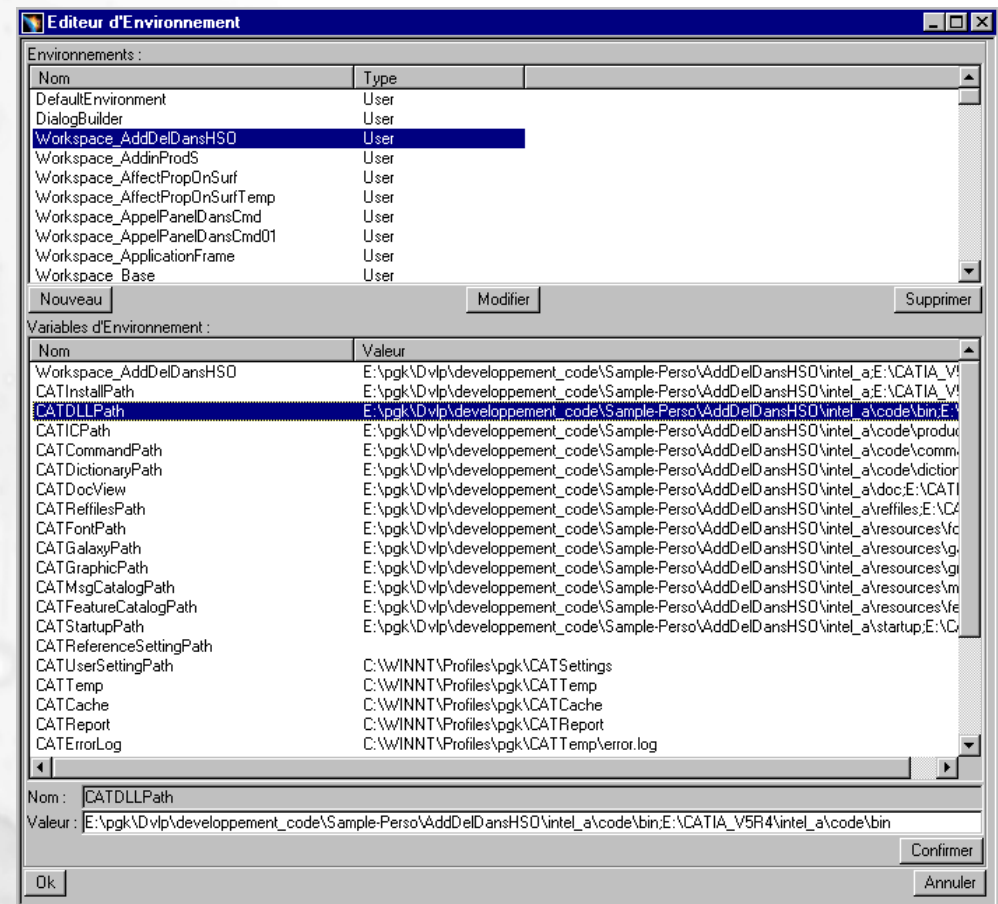 Editeur d'Environnement
Environnements :
Nom Type
DefaultEnvironment User
DialogBuilder User
Workspace_AddDelDansHSO User
Workspace_AddinProdS User
Workspace_AffectPropOnSurf User
Workspace_AffectPropOnSurfTemp User
Workspace_AppelPanelDansCmd User
Workspace_AppelPanelDansCmd01 User
Workspace_ApplicationFrame User
Workspace_Base User
Nouveau Modifier Supprimer
Variables d'Environnement :
Nom Valeur
Workspace_AddDelDansHSO E:\pgk\Dvlp\developpement_code\Sample-Perso\AddDelDansHSO\intel_a;E:\CATIA_V5
CATInstallPath E:\pgk\Dvlp\developpement_code\Sample-Perso\AddDelDansHSO\intel_a;E:\CATIA_V5
CATDLLPath E:\pgk\Dvlp\developpement_code\Sample-Perso\AddDelDansHSO\intel_a\code\bin;E:\
CATICPath E:\pgk\Dvlp\developpement_code\Sample-Perso\AddDelDansHSO\intel_a\code\produc
CATCommandPath E:\pgk\Dvlp\developpement_code\Sample-Perso\AddDelDansHSO\intel_a\code\comm
CATDictionaryPath E:\pgk\Dvlp\developpement_code\Sample-Perso\AddDelDansHSO\intel_a\code\diction
CATDocView E:\pgk\Dvlp\developpement_code\Sample-Perso\AddDelDansHSO\intel_a\doc;E:\CATI
CATReffilesPath E:\pgk\Dvlp\developpement_code\Sample-Perso\AddDelDansHSO\intel_a\reffiles;E:\CA
CATFontPath E:\pgk\Dvlp\developpement_code\Sample-Perso\AddDelDansHSO\intel_a\resources\fo
CATGalaxyPath E:\pgk\Dvlp\developpement_code\Sample-Perso\AddDelDansHSO\intel_a\resources\ga
CATGraphicPath E:\pgk\Dvlp\developpement_code\Sample-Perso\AddDelDansHSO\intel_a\resources\gr
CATMsgCatalogPath E:\pgk\Dvlp\developpement_code\Sample-Perso\AddDelDansHSO\intel_a\resources\m
CATFeatureCatalogPath E:\pgk\Dvlp\developpement_code\Sample-Perso\AddDelDansHSO\intel_a\resources\fe
CATStartupPath E:\pgk\Dvlp\developpement_code\Sample-Perso\AddDelDansHSO\intel_a\startup;E:\CA
CATReferenceSettingPath
CATUserSettingPath C:\WINNT\Profiles\pgk\CATSettings
CATTemp C:\WINNT\Profiles\pgk\CATTemp
CATCache C:\WINNT\Profiles\pgk\CATCache
CATReport C:\WINNT\Profiles\pgk\CATReport
CATErrorLog C:\WINNT\Profiles\pgk\CATTemp\error.log
Nom : CATDLLPath
Valeur : E:\pgk\Dvlp\developpement_code\Sample-Perso\AddDelDansHSO\intel_a\code\bin;E:\CATIA_V5R4\intel_a\code\bin
Confirmer
Ok Annuler